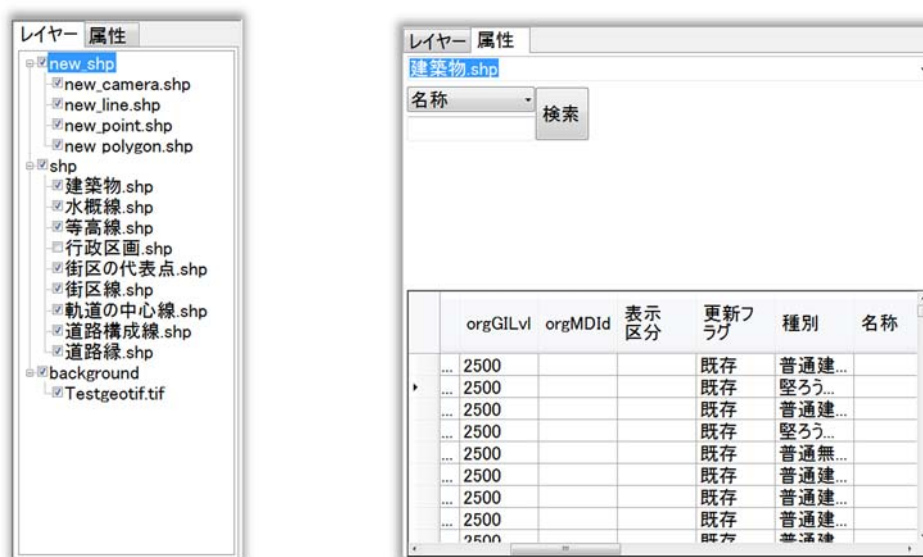 レイヤー 属性
new_shp
new_camera.shp
new_line.shp
new_point.shp
new polygon.shp
shp
建築物.shp
水概線.shp
等高線.shp
行政区画.shp
街区の代表点.shp
街区線.shp
軌道の中心線.shp
道路構成線.shp
道路縁.shp
background
Testgeotif.tif
レイヤー 属性
建築物.shp
名称
検索
orgGILvl orgMDId 表示区分 更新フラグ 種別 名称
... 2500 既存 普通建...
2500 既存 堅ろう...
... 2500 既存 普通建...
... 2500 既存 堅ろう...
... 2500 既存 普通無...
... 2500 既存 普通建...
... 2500 既存 普通建...
... 2500 既存 普通建...
2500 既存 普通建